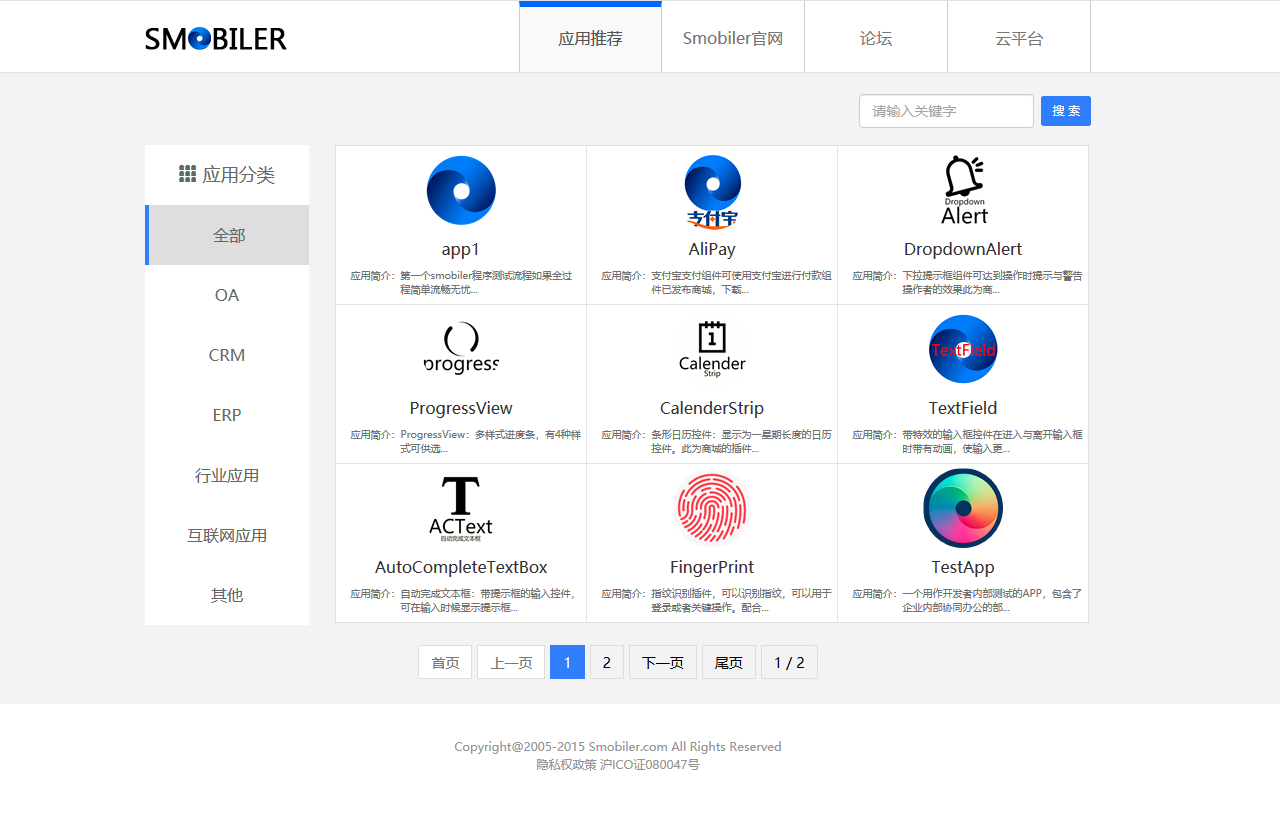 SMOBILER
应用推荐
Smobiler官网
论坛
云平台
请输入关键字
搜 索
应用分类
全部
OA
CRM
ERP
行业应用
互联网应用
其他
app1
应用简介：第一个smobiler程序测试流程如果全过
程简单流畅无忧...
支付宝
AliPay
应用简介：支付宝支付组件可使用支付宝进行付款组
件已发布商城，下载...
Dropdown
Alert
DropdownAlert
应用简介：下拉提示框组件可达到操作时提示与警告
操作者的效果此为商...
progress
ProgressView
应用简介：ProgressView：多样式进度条，有4种样
式可供选...
1
Calender
Strip
CalenderStrip
应用简介：条形日历控件：显示为一星期长度的日历
控件。此为商城的插件...
TextField
TextField
应用简介：带特效的输入框控件在进入与离开输入框
时带有动画，使输入更...
T
ACText
自动完成文本框
AutoCompleteTextBox
应用简介：自动完成文本框：带提示框的输入控件，
可在输入时候显示提示框...
FingerPrint
应用简介：指纹识别插件，可以识别指纹，可以用于
登录或者关键操作。配合...
TestApp
应用简介：一个用作开发者内部测试的APP，包含了
企业内部协同办公的部...
首页
上一页
1
2
下一页
尾页
1 / 2
Copyright@2005-2015 Smobiler.com All Rights Reserved
隐私权政策 沪ICO证080047号